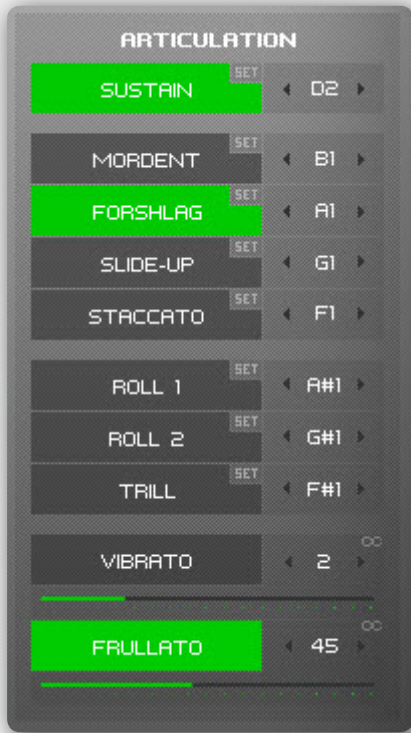 ARTICULATION
SUSTAIN SET D2
MORDENT SET B1
FORSHLAG SET A1
SLIDE-UP SET G1
STACCATO SET F1
ROLL 1 SET A#1
ROLL 2 SET G#1
TRILL SET F#1
VIBRATO 2 ∞
FRULLATO 45 ∞